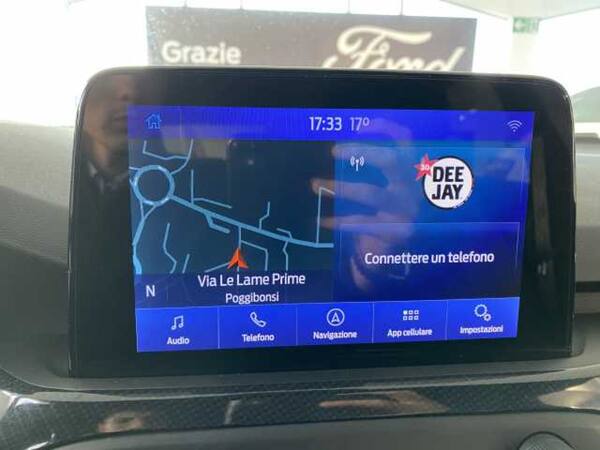 Grazie
Ford
17:33 17°
30
DEE
JAY
Connettere un telefono
N
Via Le Lame Prime
Poggibonsi
Audio
Telefono
Navigazione
App cellulare
Impostazioni